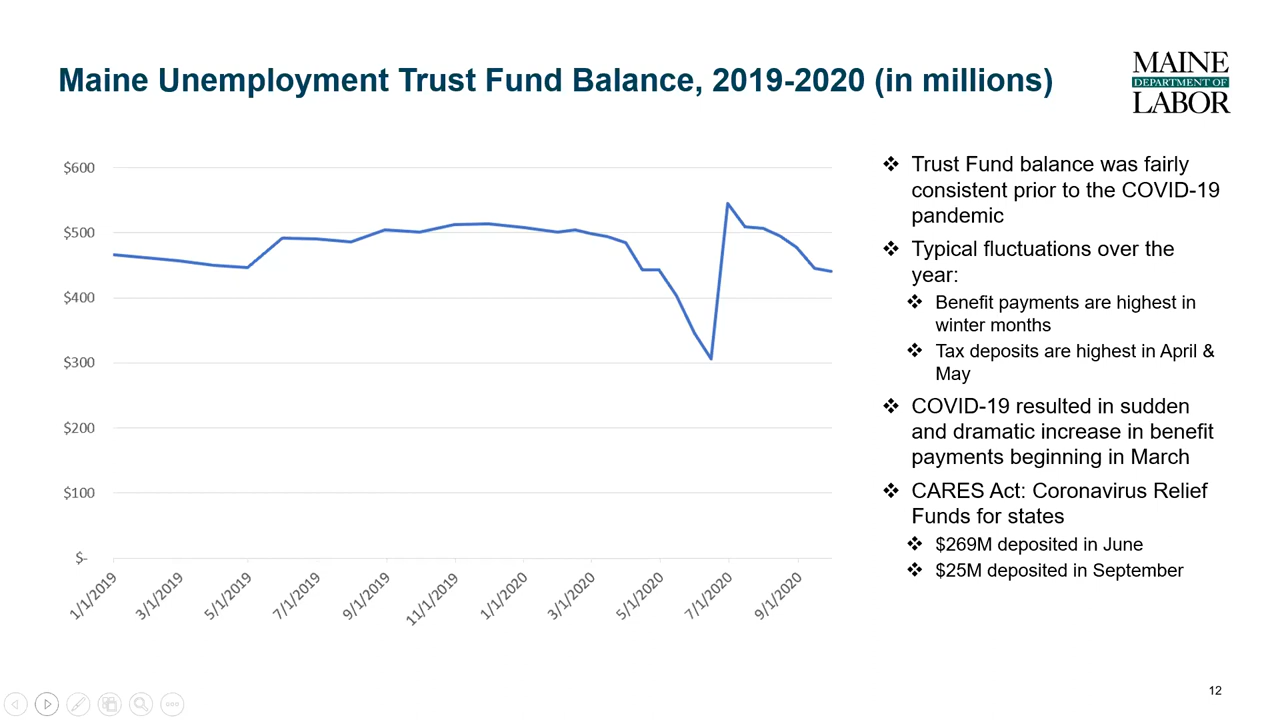 Maine Unemployment Trust Fund Balance, 2019-2020 (in millions)
MAINE
DEPARTMENT OF
LABOR
$600
$500
$400
$300
$200
$100
$-
1/1/2019
3/1/2019
5/1/2019
7/1/2019
9/1/2019
11/1/2019
1/1/2020
3/1/2020
5/1/2020
7/1/2020
9/1/2020
❖ Trust Fund balance was fairly
consistent prior to the COVID-19
pandemic
❖ Typical fluctuations over the
year:
❖ Benefit payments are highest in
winter months
❖ Tax deposits are highest in April &
May
❖ COVID-19 resulted in sudden
and dramatic increase in benefit
payments beginning in March
❖ CARES Act: Coronavirus Relief
Funds for states
❖ $269M deposited in June
❖ $25M deposited in September
12